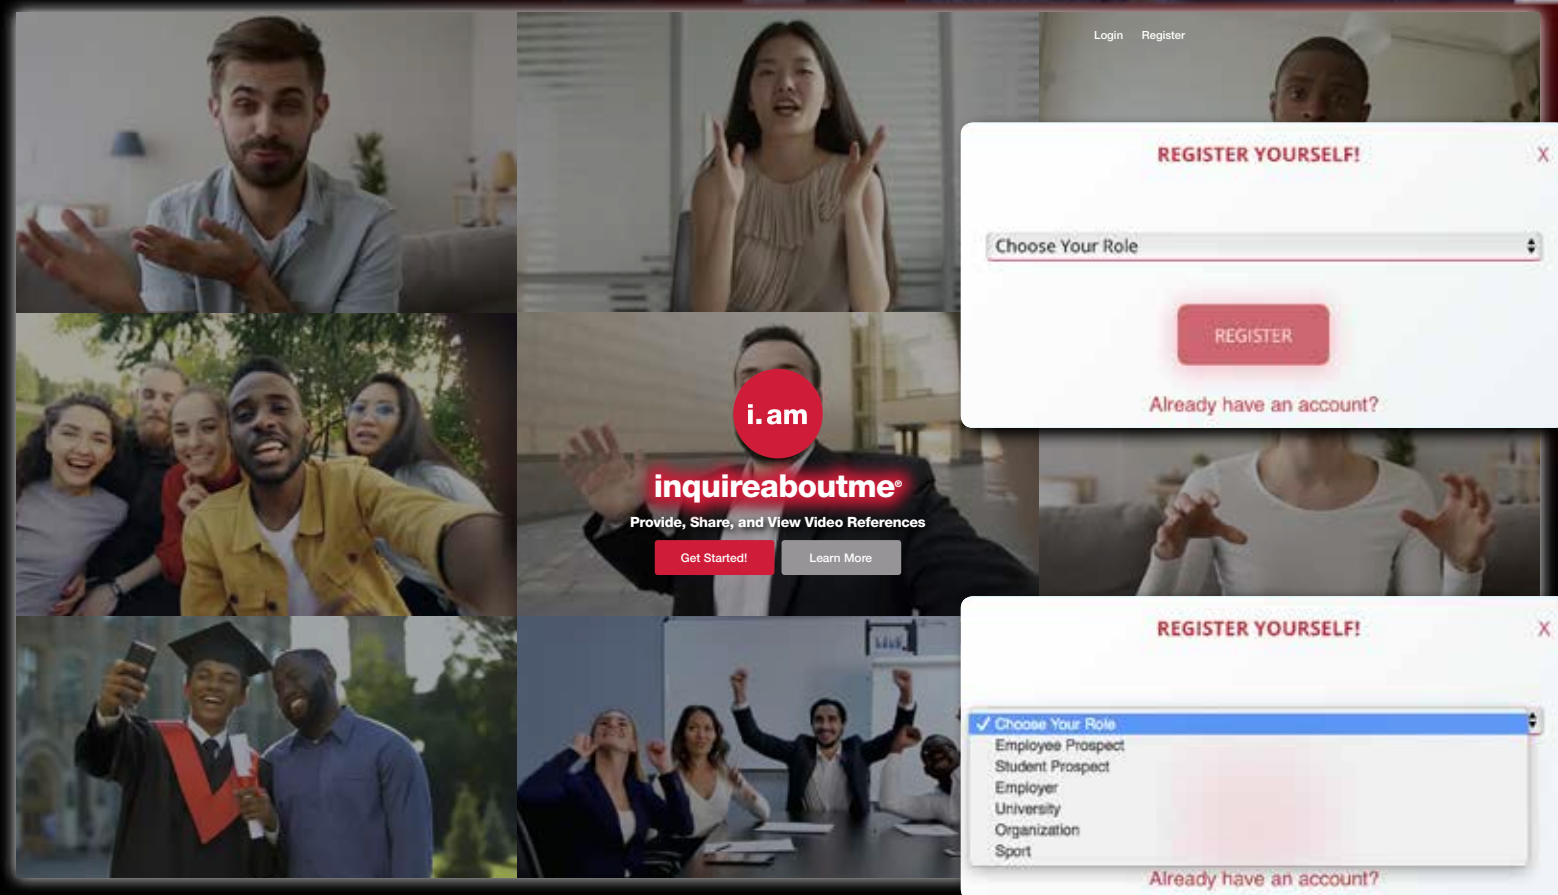 Login Register
REGISTER YOURSELF!
X
Choose Your Role
REGISTER
Already have an account?
i.am
inquireaboutme®
Provide, Share, and View Video References
Get Started! Learn More
REGISTER YOURSELF!
X
✓ Choose Your Role
Employee Prospect
Student Prospect
Employer
University
Organization
Sport
Already have an account?